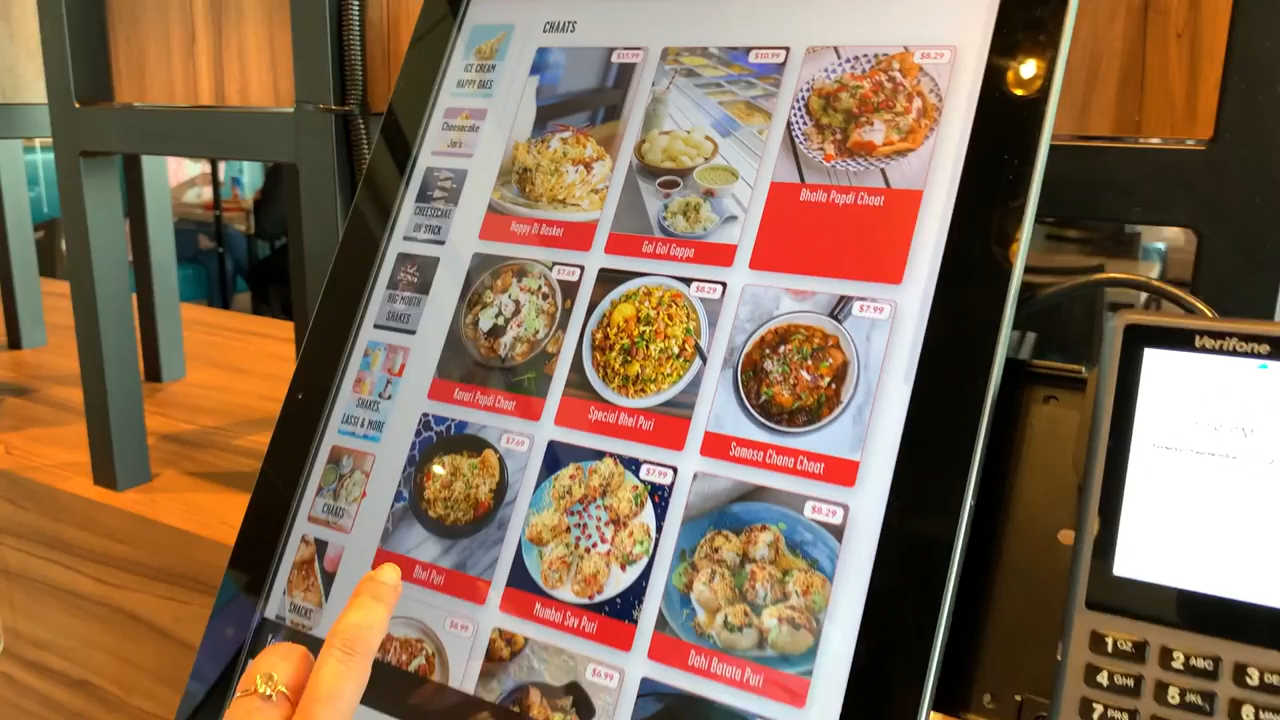 CHAATS
ICE CREAM
HAPPY DAES
Cheesecake
Jar's
CHEESECAKE
ON STICK
BIG MOUTH
SHAKES
SHAKES,
LASSI & MORE
CHAATS
SNACKS
$15.99
Happy Di Basket
$10.99
Gol Gol Gappa
$8.29
Bhalla Papdi Chaat
$7.69
Karari Papdi Chaat
$8.29
Special Bhel Puri
$7.99
Samosa Chana Chaat
$7.69
Bhel Puri
$7.99
Mumbai Sev Puri
$8.29
Dahi Batata Puri
$6.99
$6.99
Verifone
1 QZ.
2 ABC
3
4 GHI
5 JKL
7 PRS